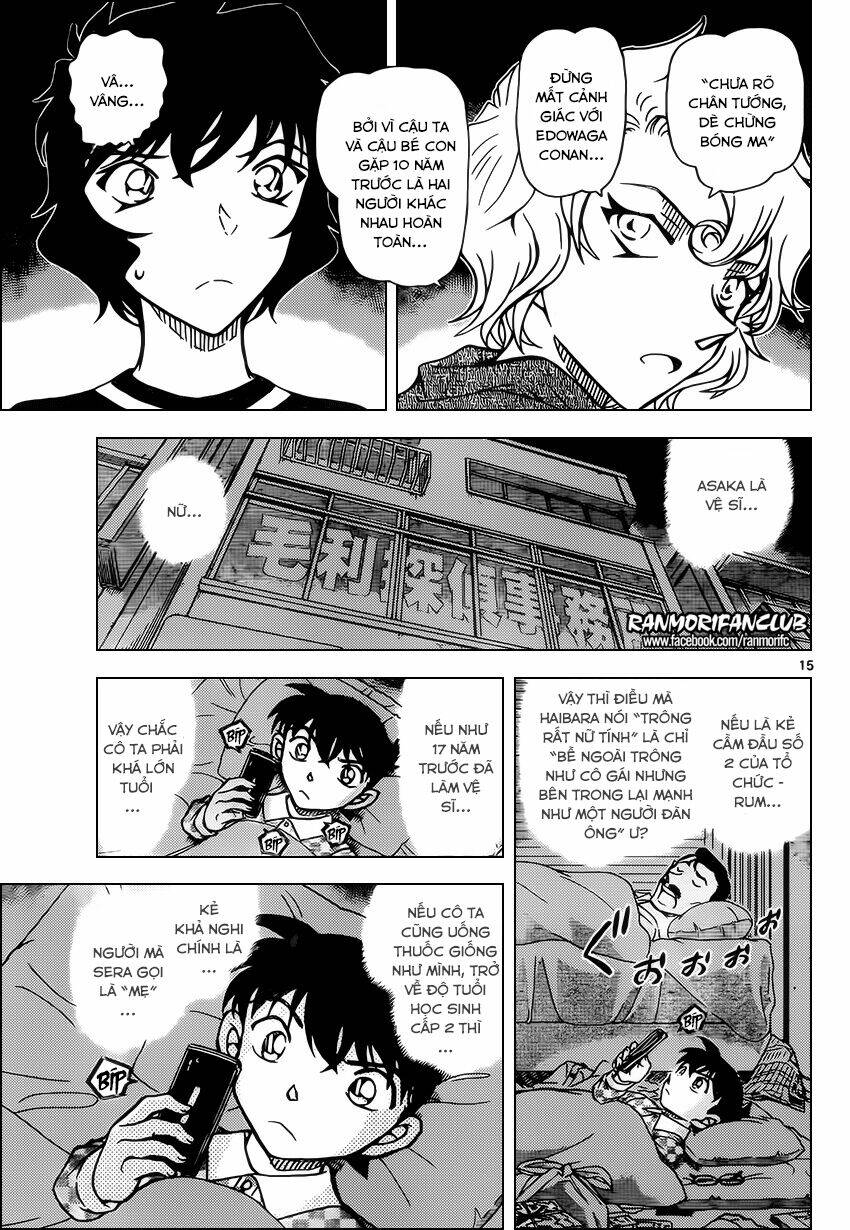 "CHƯA RÕ
CHÂN TƯỚNG,
DÈ CHỪNG
BÓNG MA"
ĐỪNG
MẤT CẢNH
GIÁC VỚI
EDOWAGA
CONAN...
BỞI VÌ CẬU TA
VÀ CẬU BÉ CON
GẶP 10 NĂM
TRƯỚC LÀ HAI
NGƯỜI KHÁC
NHAU HOÀN
TOÀN...
VÂ...
VÂNG...
ASAKA LÀ
VỆ SĨ...
NỮ...
毛利探偵事務
RANMORIFANCLUB
www.facebook.com/ranmorifc
15
NẾU LÀ KẺ
CẦM ĐẦU SỐ
2 CỦA TỔ
CHỨC -
RUM...
VẬY THÌ ĐIỀU MÀ
HAIBARA NÓI "TRÔNG
RẤT NỮ TÍNH" LÀ CHỈ
"BỀ NGOÀI TRÔNG
NHƯ CÔ GÁI NHƯNG
BÊN TRONG LẠI MẠNH
NHƯ MỘT NGƯỜI ĐÀN
ÔNG" Ư?
ぐ
お
お
お
お
BÍP
NẾU NHƯ
17 NĂM
TRƯỚC ĐÃ
LÀM VỆ
SĨ...
VẬY CHẮC
CÔ TA PHẢI
KHÁ LỚN
TUỔI
...
BÍP
BÍP
BÍP
NẾU CÔ TA
CŨNG UỐNG
THUỐC GIỐNG
NHƯ MÌNH, TRỞ
VỀ ĐỘ TUỔI
HỌC SINH
CẤP 2 THÌ
...
KẺ
KHẢ NGHI
CHÍNH LÀ
...
NGƯỜI MÀ
SERA GỌI
LÀ "MẸ"
...
BÍP